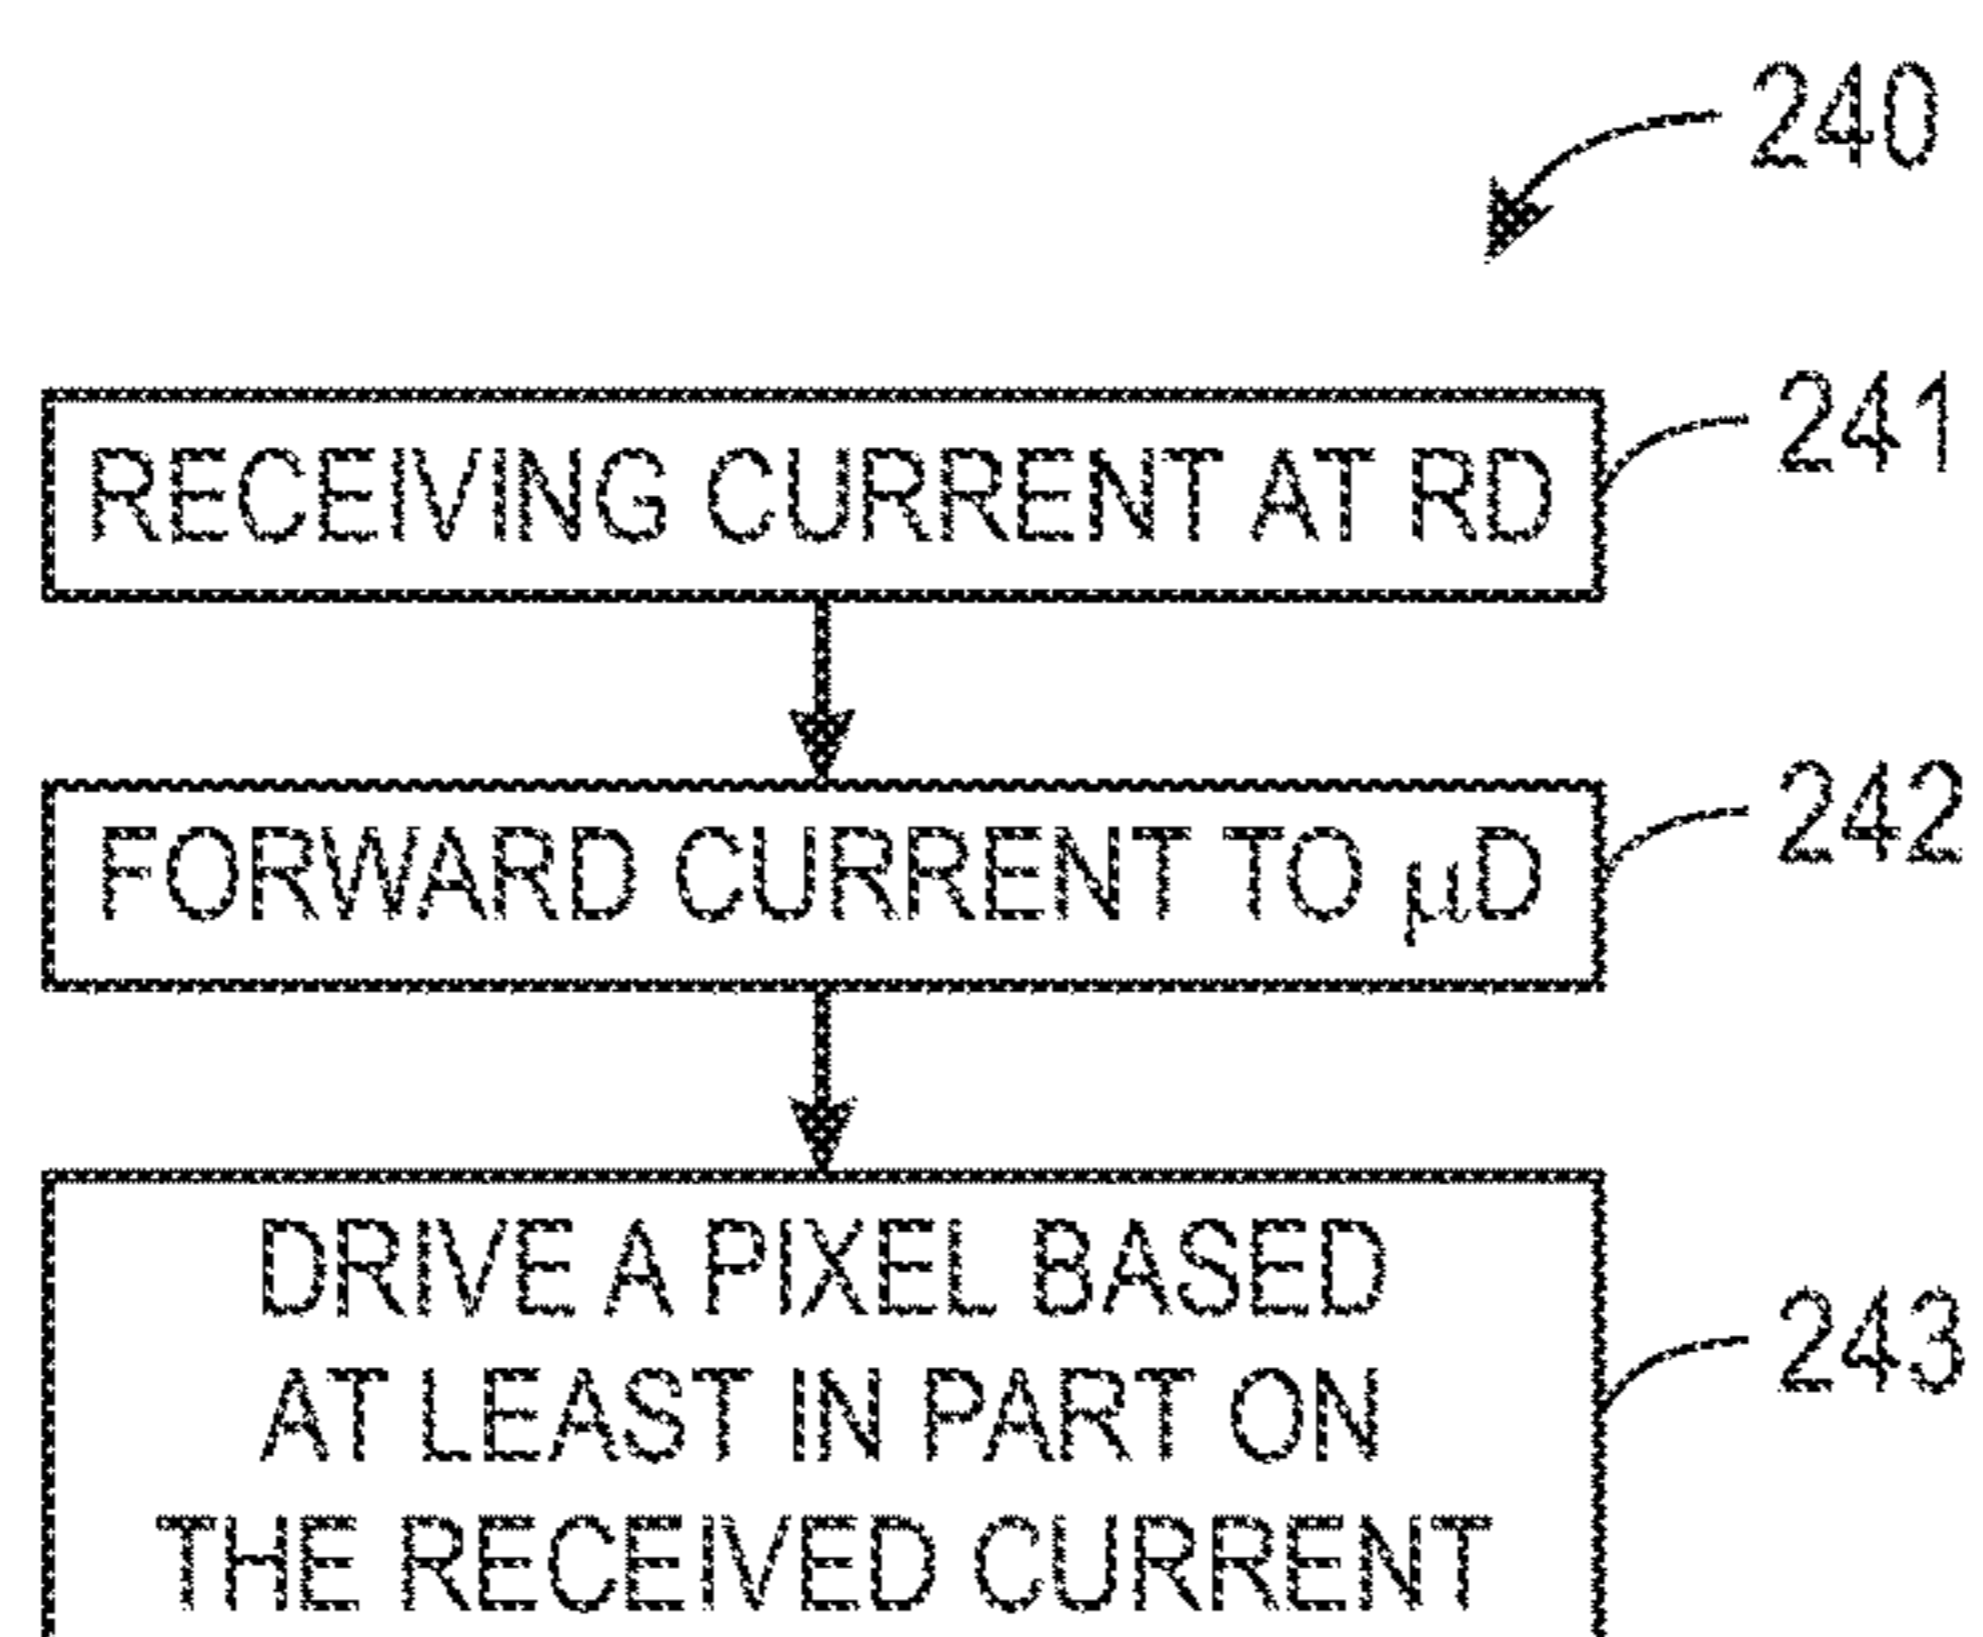 240
RECEIVING CURRENT AT RD
241
FORWARD CURRENT TO μD
242
DRIVE A PIXEL BASED
AT LEAST IN PART ON
THE RECEIVED CURRENT
243